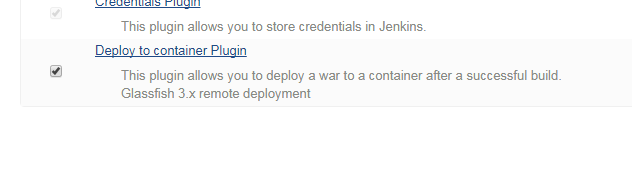 Credentials Plugin
This plugin allows you to store credentials in Jenkins.
Deploy to container Plugin
This plugin allows you to deploy a war to a container after a successful build.
Glassfish 3.x remote deployment